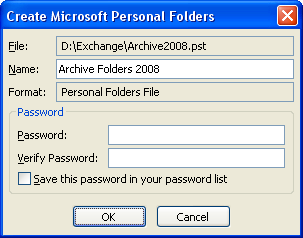 Create Microsoft Personal Folders
File: D:\Exchange\Archive2008.pst
Name: Archive Folders 2008
Format: Personal Folders File
Password
Password:
Verify Password:
Save this password in your password list
OK Cancel